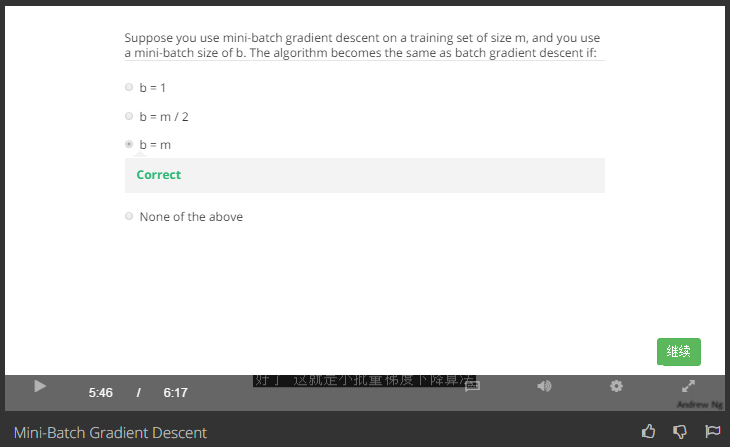 Suppose you use mini-batch gradient descent on a training set of size m, and you use
a mini-batch size of b. The algorithm becomes the same as batch gradient descent if:
b = 1
b = m / 2
b = m
Correct
None of the above
继续
好了 这就是小批量梯度下降算法
5:46 / 6:17
Andrew Ng
Mini-Batch Gradient Descent